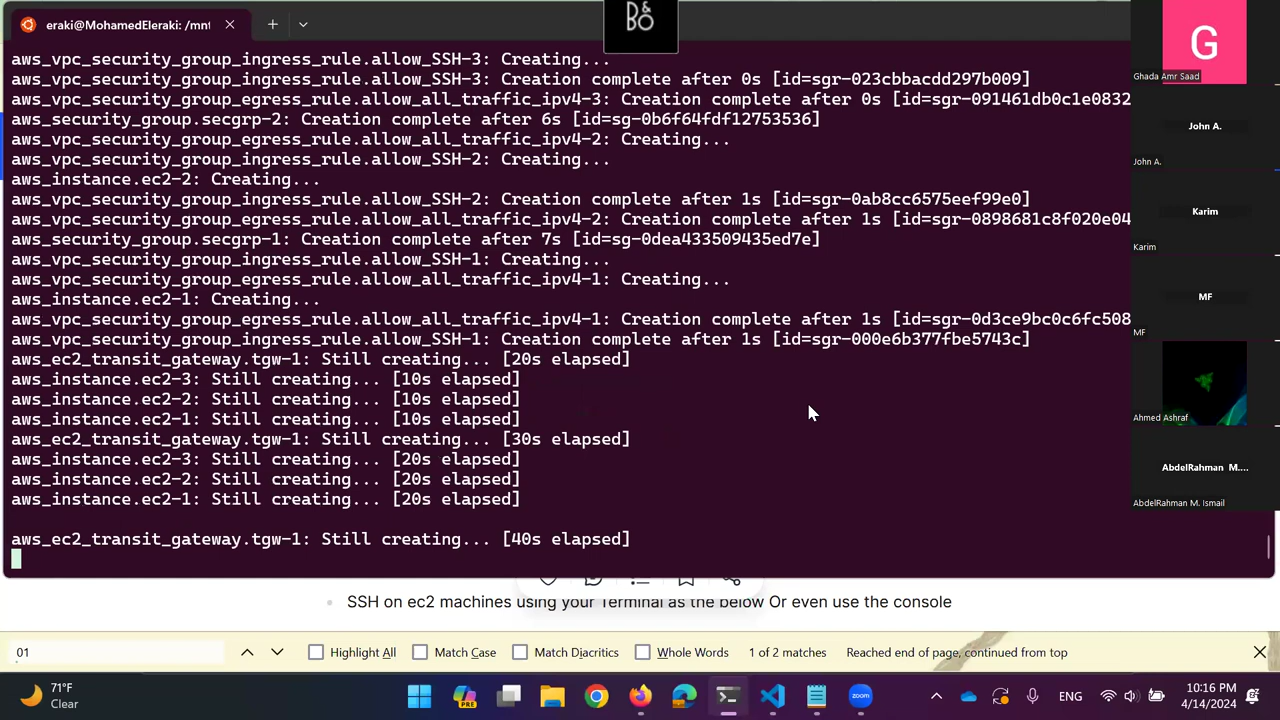 eraki@MohamedEleraki: /mnt
B&
BO
aws_vpc_security_group_ingress_rule.allow_SSH-3: Creating...
aws_vpc_security_group_ingress_rule.allow_SSH-3: Creation complete after 0s [id=sgr-023cbbacdd297b009]
aws_vpc_security_group_egress_rule.allow_all_traffic_ipv4-3: Creation complete after 0s [id=sgr-091461db0c1e0832
aws_security_group.secgrp-2: Creation complete after 6s [id=sg-0b6f64fdf12753536]
aws_vpc_security_group_egress_rule.allow_all_traffic_ipv4-2: Creating...
aws_vpc_security_group_ingress_rule.allow_SSH-2: Creating...
aws_instance.ec2-2: Creating...
aws_vpc_security_group_ingress_rule.allow_SSH-2: Creation complete after 1s [id=sgr-0ab8cc6575eef99e0]
aws_vpc_security_group_egress_rule.allow_all_traffic_ipv4-2: Creation complete after 1s [id=sgr-0898681c8f020e04
aws_security_group.secgrp-1: Creation complete after 7s [id=sg-0dea433509435ed7e]
aws_vpc_security_group_ingress_rule.allow_SSH-1: Creating...
aws_vpc_security_group_egress_rule.allow_all_traffic_ipv4-1: Creating...
aws_instance.ec2-1: Creating...
aws_vpc_security_group_egress_rule.allow_all_traffic_ipv4-1: Creation complete after 1s [id=sgr-0d3ce9bc0c6fc508
aws_vpc_security_group_ingress_rule.allow_SSH-1: Creation complete after 1s [id=sgr-000e6b377fbe5743c]
aws_ec2_transit_gateway.tgw-1: Still creating... [20s elapsed]
aws_instance.ec2-3: Still creating... [10s elapsed]
aws_instance.ec2-2: Still creating... [10s elapsed]
aws_instance.ec2-1: Still creating... [10s elapsed]
aws_ec2_transit_gateway.tgw-1: Still creating... [30s elapsed]
aws_instance.ec2-3: Still creating... [20s elapsed]
aws_instance.ec2-2: Still creating... [20s elapsed]
aws_instance.ec2-1: Still creating... [20s elapsed]
aws_ec2_transit_gateway.tgw-1: Still creating... [40s elapsed]
G
Ghada Amr Saad
John A.
John A.
Karim
Karim
MF
MF
Ahmed Ashraf
AbdelRahman M....
AbdelRahman M. Ismail
SSH on ec2 machines using your Terminal as the below Or even use the console
01 Highlight All Match Case Match Diacritics Whole Words 1 of 2 matches Reached end of page, continued from top
71°F
Clear
PRE
zoom
ENG
10:16 PM
4/14/2024